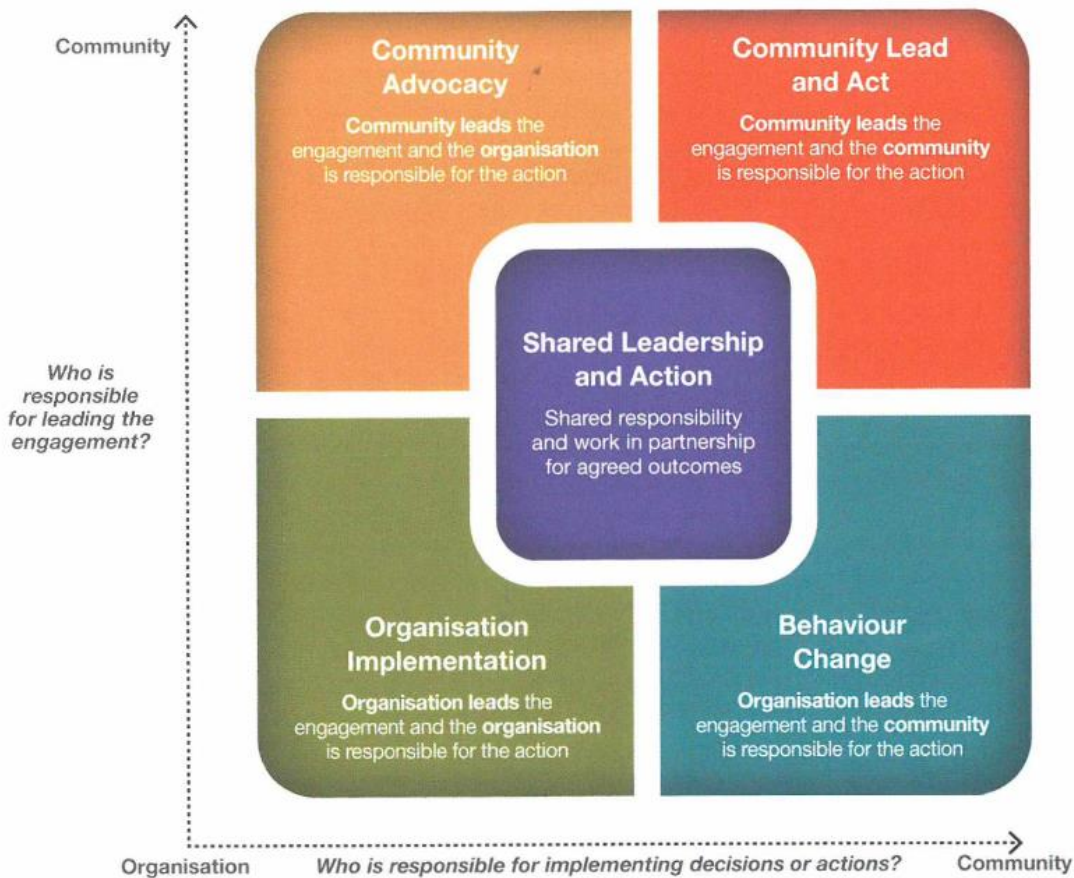 Community
Community
Advocacy
Community leads the
engagement and the organisation
is responsible for the action
Community Lead
and Act
Community leads the
engagement and the community
is responsible for the action
Who is
responsible
for leading the
engagement?
Shared Leadership
and Action
Shared responsibility
and work in partnership
for agreed outcomes
Organisation
Implementation
Organisation leads the
engagement and the organisation
is responsible for the action
Behaviour
Change
Organisation leads the
engagement and the community
is responsible for the action
Organisation
Who is responsible for implementing decisions or actions?
Community